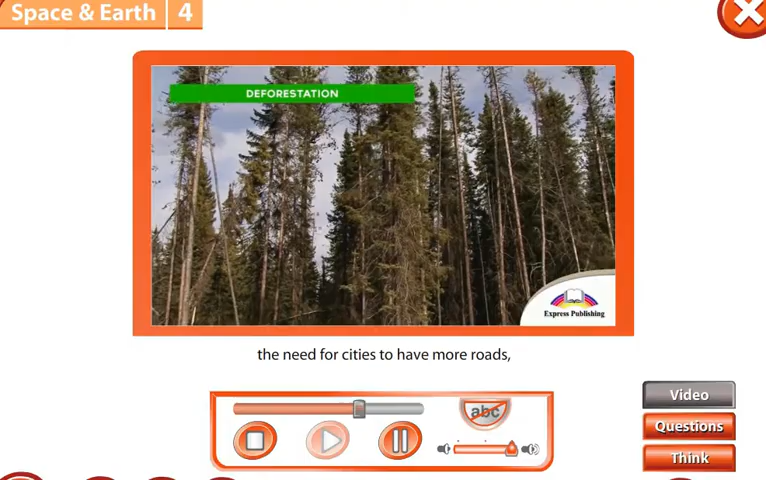 Space & Earth 4
DEFORESTATION
Express Publishing
the need for cities to have more roads,
abc
Video
Questions
Think